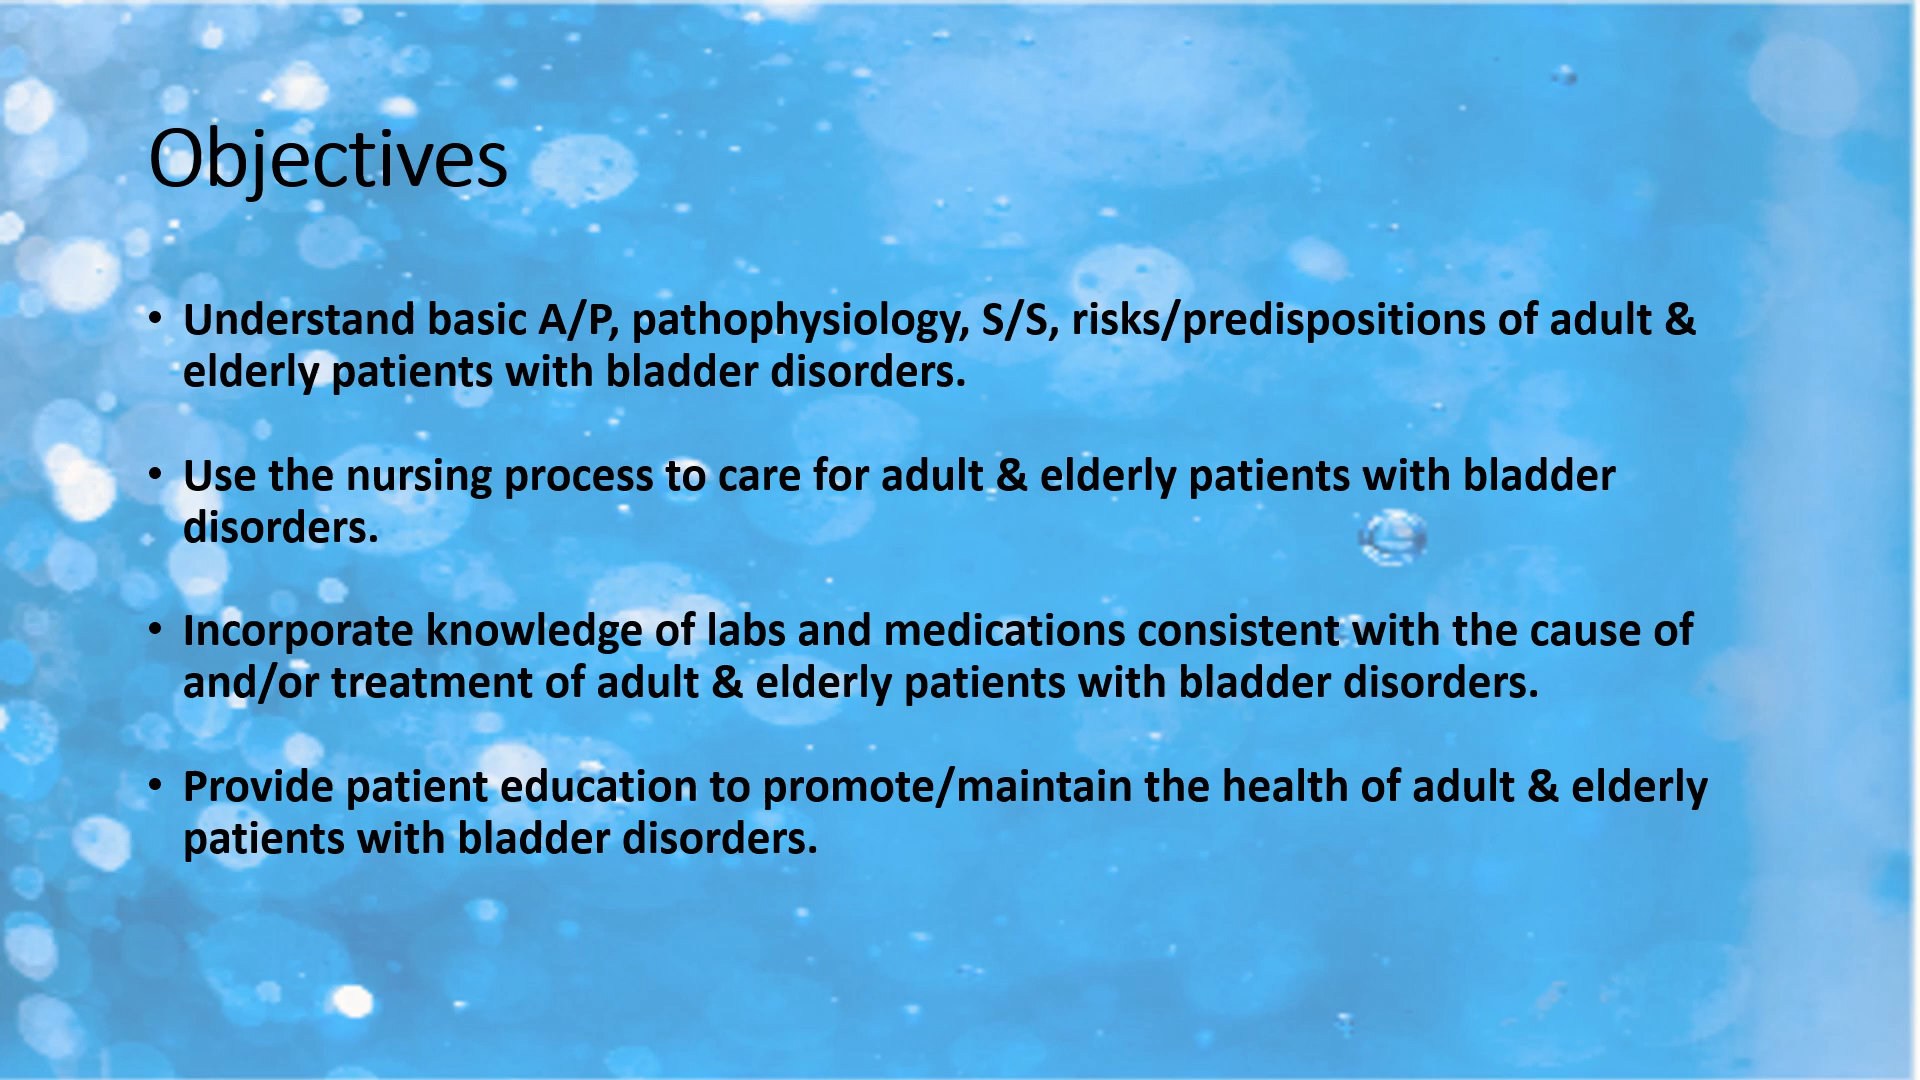 Objectives
• Understand basic A/P, pathophysiology, S/S, risks/predispositions of adult &
elderly patients with bladder disorders.
• Use the nursing process to care for adult & elderly patients with bladder
disorders.
• Incorporate knowledge of labs and medications consistent with the cause of
and/or treatment of adult & elderly patients with bladder disorders.
• Provide patient education to promote/maintain the health of adult & elderly
patients with bladder disorders.